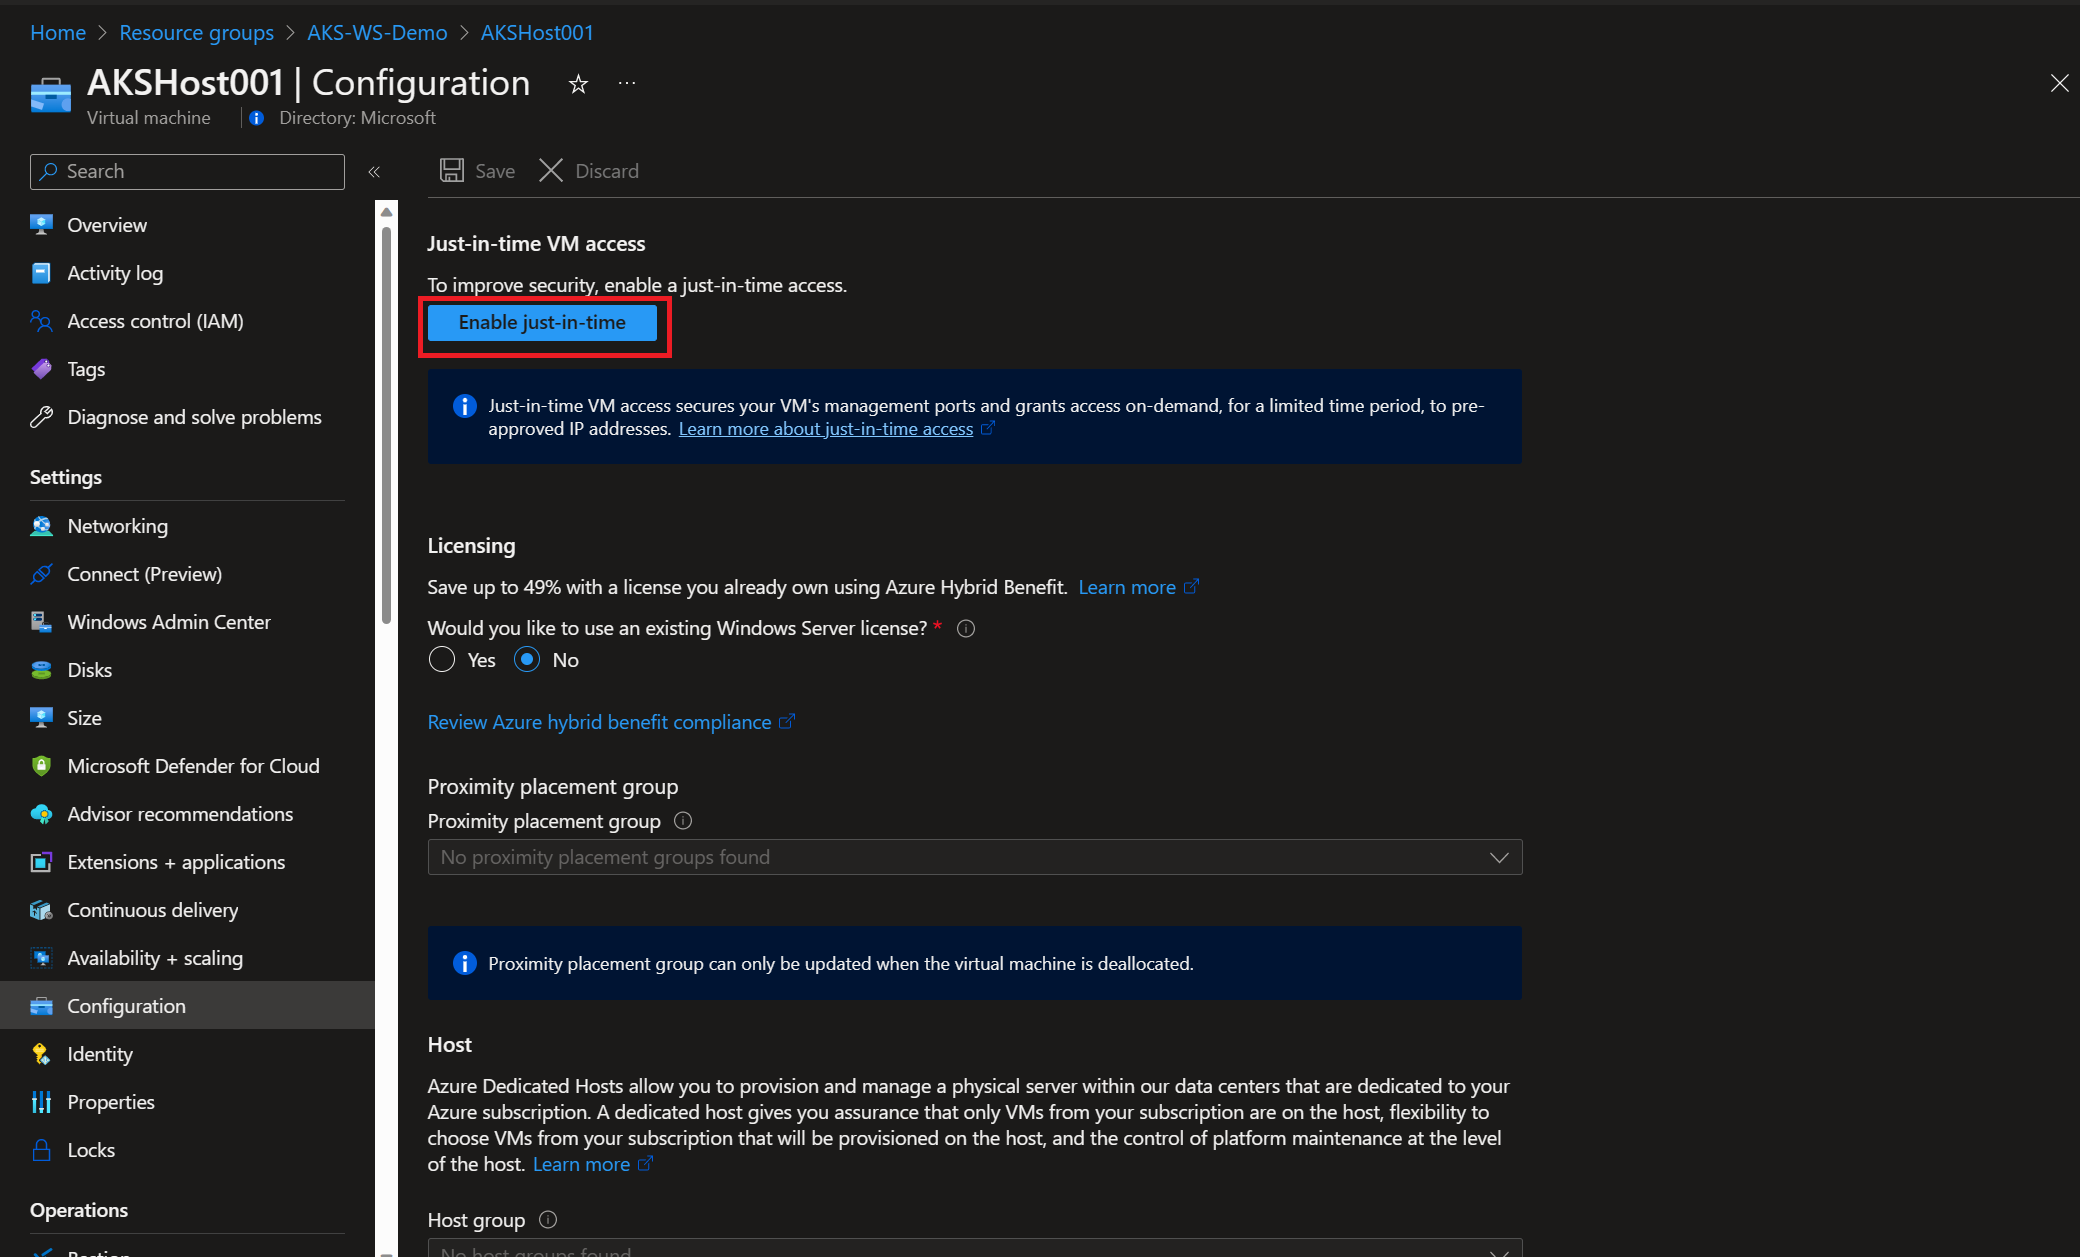 Home > Resource groups > AKS-WS-Demo > AKSHost001
AKSHost001 | Configuration
Virtual machine
Directory: Microsoft
Search
Overview
Activity log
Access control (IAM)
Tags
Diagnose and solve problems
Settings
Networking
Connect (Preview)
Windows Admin Center
Disks
Size
Microsoft Defender for Cloud
Advisor recommendations
Extensions + applications
Continuous delivery
Availability + scaling
Configuration
Identity
Properties
Locks
Operations
Bastion
Save
Discard
Just-in-time VM access
To improve security, enable a just-in-time access.
Enable just-in-time
Just-in-time VM access secures your VM's management ports and grants access on-demand, for a limited time period, to pre-
approved IP addresses. Learn more about just-in-time access
Licensing
Save up to 49% with a license you already own using Azure Hybrid Benefit. Learn more
Would you like to use an existing Windows Server license? *
Yes
No
Review Azure hybrid benefit compliance
Proximity placement group
Proximity placement group
No proximity placement groups found
Proximity placement group can only be updated when the virtual machine is deallocated.
Host
Azure Dedicated Hosts allow you to provision and manage a physical server within our data centers that are dedicated to your
Azure subscription. A dedicated host gives you assurance that only VMs from your subscription are on the host, flexibility to
choose VMs from your subscription that will be provisioned on the host, and the control of platform maintenance at the level
of the host. Learn more
Host group
No host groups found